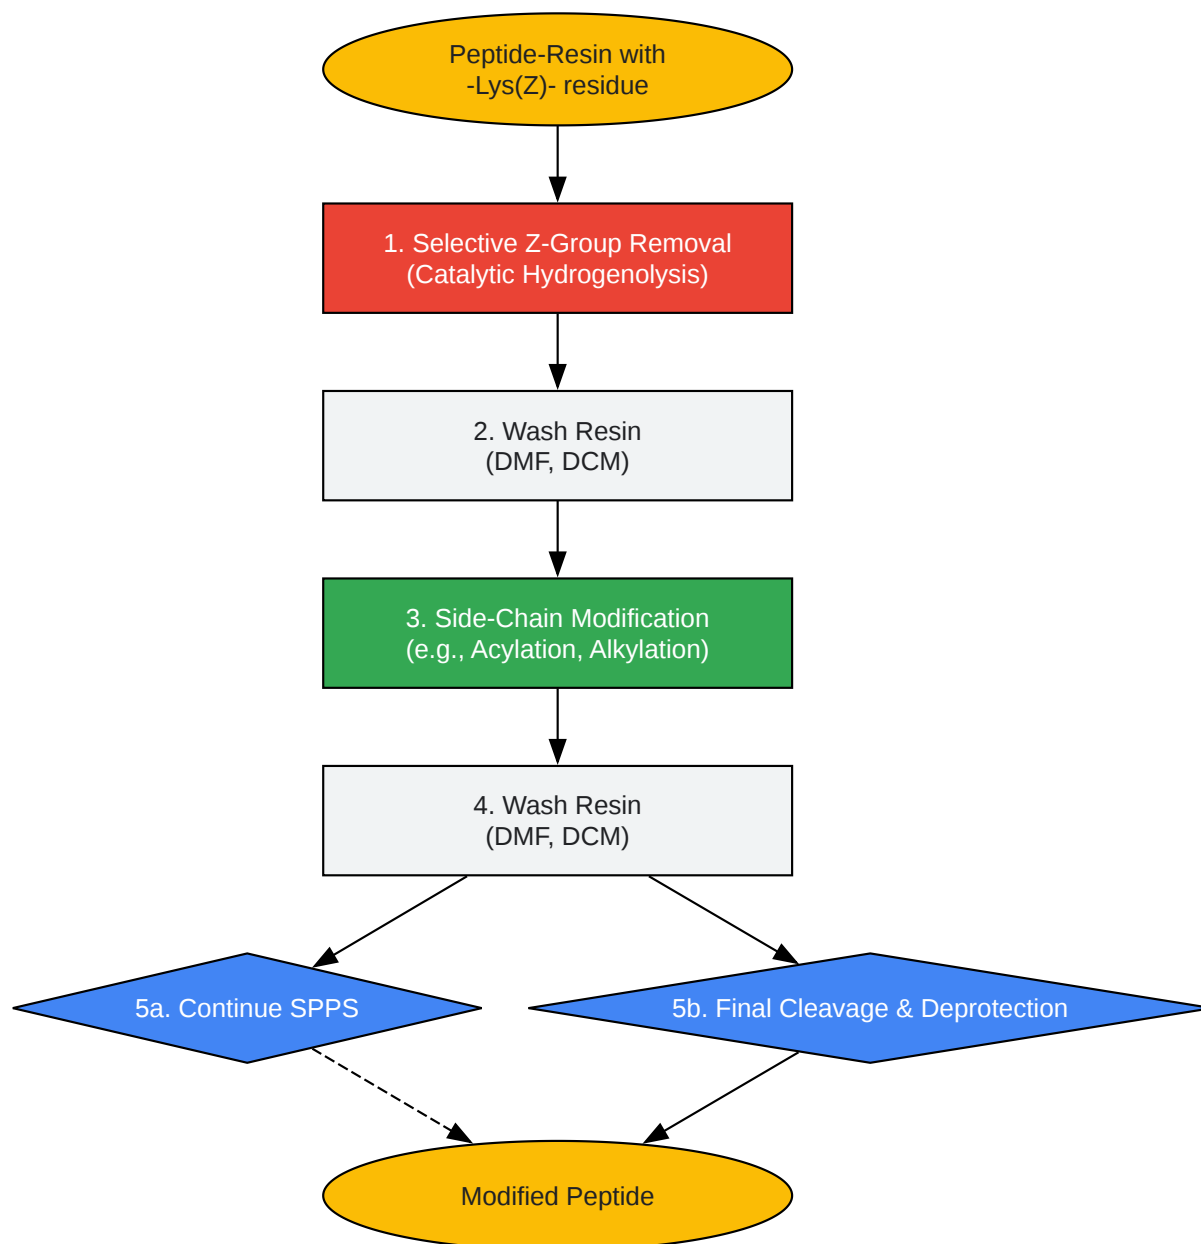 Peptide-Resin with
-Lys(Z)- residue
1. Selective Z-Group Removal
(Catalytic Hydrogenolysis)
2. Wash Resin
(DMF, DCM)
3. Side-Chain Modification
(e.g., Acylation, Alkylation)
4. Wash Resin
(DMF, DCM)
5a. Continue SPPS
5b. Final Cleavage & Deprotection
Modified Peptide